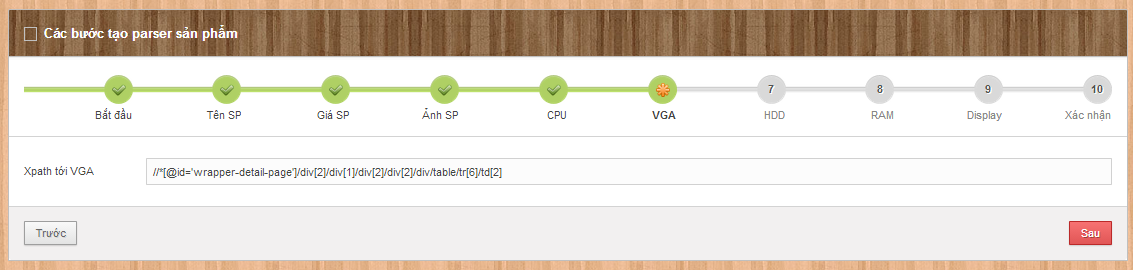 Các bước tạo parser sản phẩm
7 8 9 10
Bắt đầu Tên SP Giá SP Ảnh SP CPU VGA HDD RAM Display Xác nhận
Xpath tới VGA //*[@id='wrapper-detail-page']/div[2]/div[1]/div[2]/div[2]/div/table/tr[6]/td[2]
Trước Sau